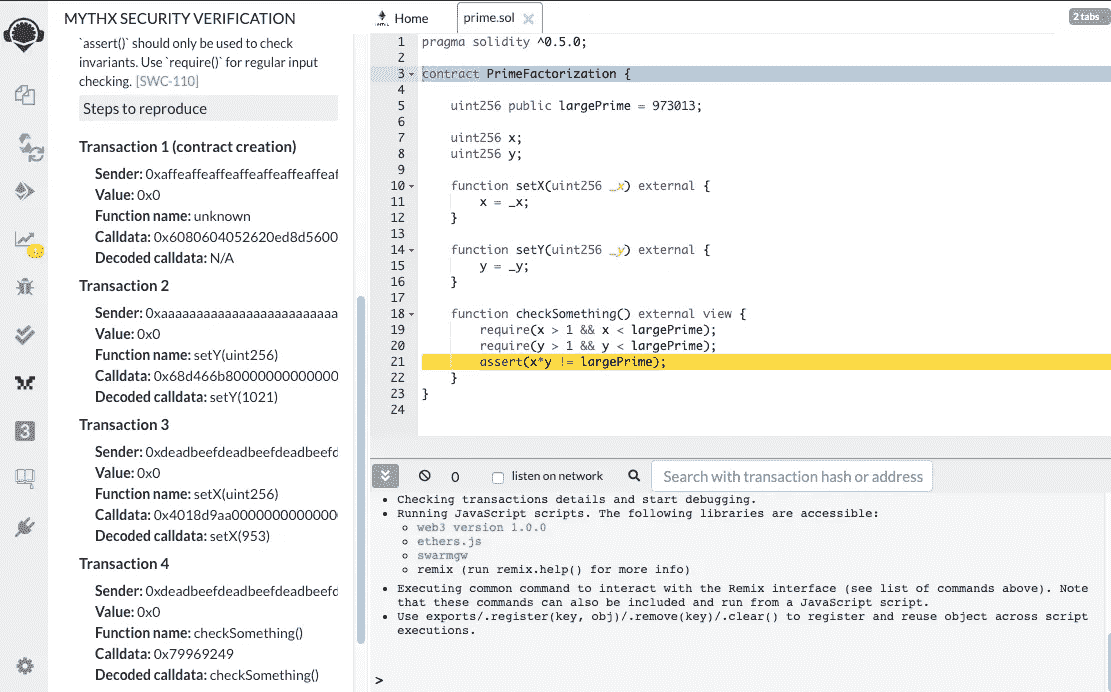 MYTHX SECURITY VERIFICATION
`assert()` should only be used to check
invariants. Use `require()` for regular input
checking. [SWC-110]
Steps to reproduce
Transaction 1 (contract creation)
Sender: 0xaffeaffeaffeaffeaffeaffeaffeaf
Value: 0x0
Function name: unknown
Calldata: 0x6080604052620ed8d5600
Decoded calldata: N/A
Transaction 2
Sender: 0xaaaaaaaaaaaaaaaaaaaaaaaaa
Value: 0x0
Function name: setY(uint256)
Calldata: 0x68d466b80000000000000
Decoded calldata: setY(1021)
Transaction 3
Sender: 0xdeadbeefdeadbeefdeadbeefd
Value: 0x0
Function name: setX(uint256)
Calldata: 0x4018d9aa0000000000000
Decoded calldata: setX(953)
Transaction 4
Sender: 0xdeadbeefdeadbeefdeadbeefd
Value: 0x0
Function name: checkSomething()
Calldata: 0x79969249
Decoded calldata: checkSomething()
Home
prime.sol
2 tabs
1 pragma solidity ^0.5.0;
2
3 contract PrimeFactorization {
4
5 uint256 public largePrime = 973013;
6
7 uint256 x;
8 uint256 y;
9
10 function setX(uint256 _x) external {
11 x = _x;
12 }
13
14 function setY(uint256 _y) external {
15 y = _y;
16 }
17
18 function checkSomething() external view {
19 require(x > 1 && x < largePrime);
20 require(y > 1 && y < largePrime);
21 assert(x*y != largePrime);
22 }
23 }
24
0
listen on network
Search with transaction hash or address
• Checking transactions details and start debugging.
• Running JavaScript scripts. The following libraries are accessible:
web3 version 1.0.0
ethers.js
swarmgw
remix (run remix.help() for more info)
• Executing common command to interact with the Remix interface (see list of commands above). Note
that these commands can also be included and run from a JavaScript script.
• Use exports/.register(key, obj)/.remove(key)/.clear() to register and reuse object across script
executions.
>